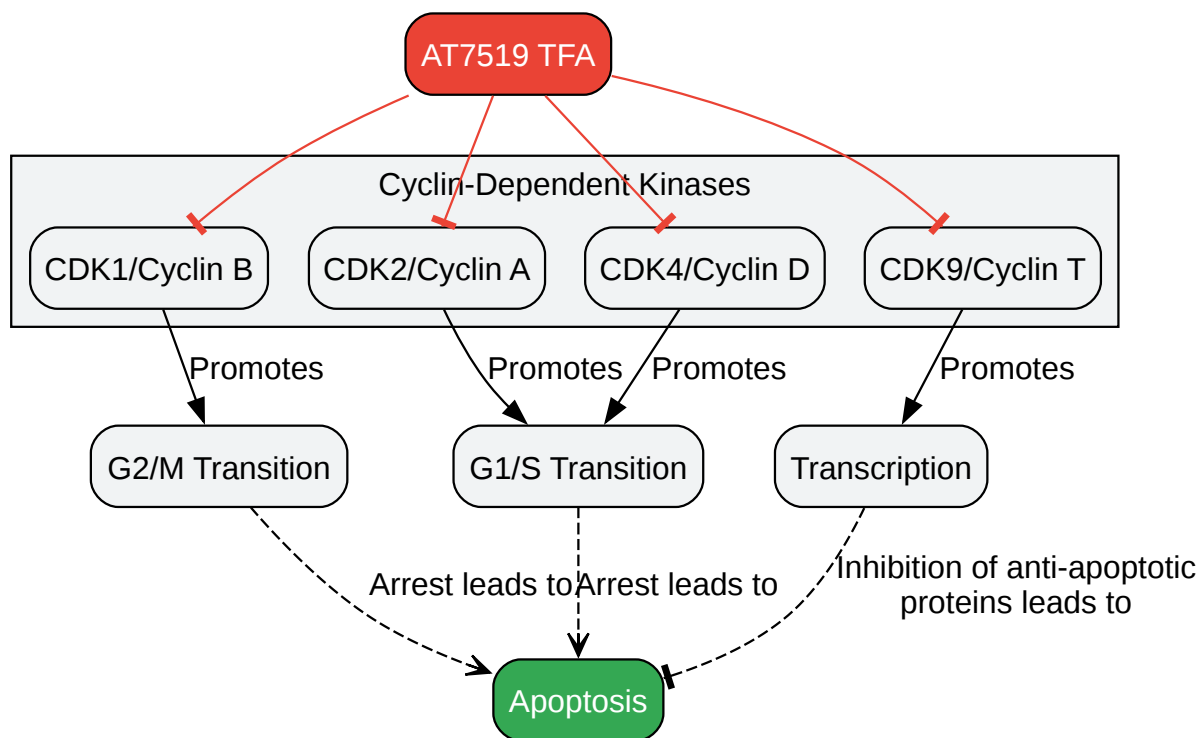 AT7519 TFA
Cyclin-Dependent Kinases
CDK1/Cyclin B
CDK2/Cyclin A
CDK4/Cyclin D
CDK9/Cyclin T
Promotes
Promotes
Promotes
Promotes
G2/M Transition
G1/S Transition
Transcription
Arrest leads to
Arrest leads to
Inhibition of anti-apoptotic
proteins leads to
Apoptosis